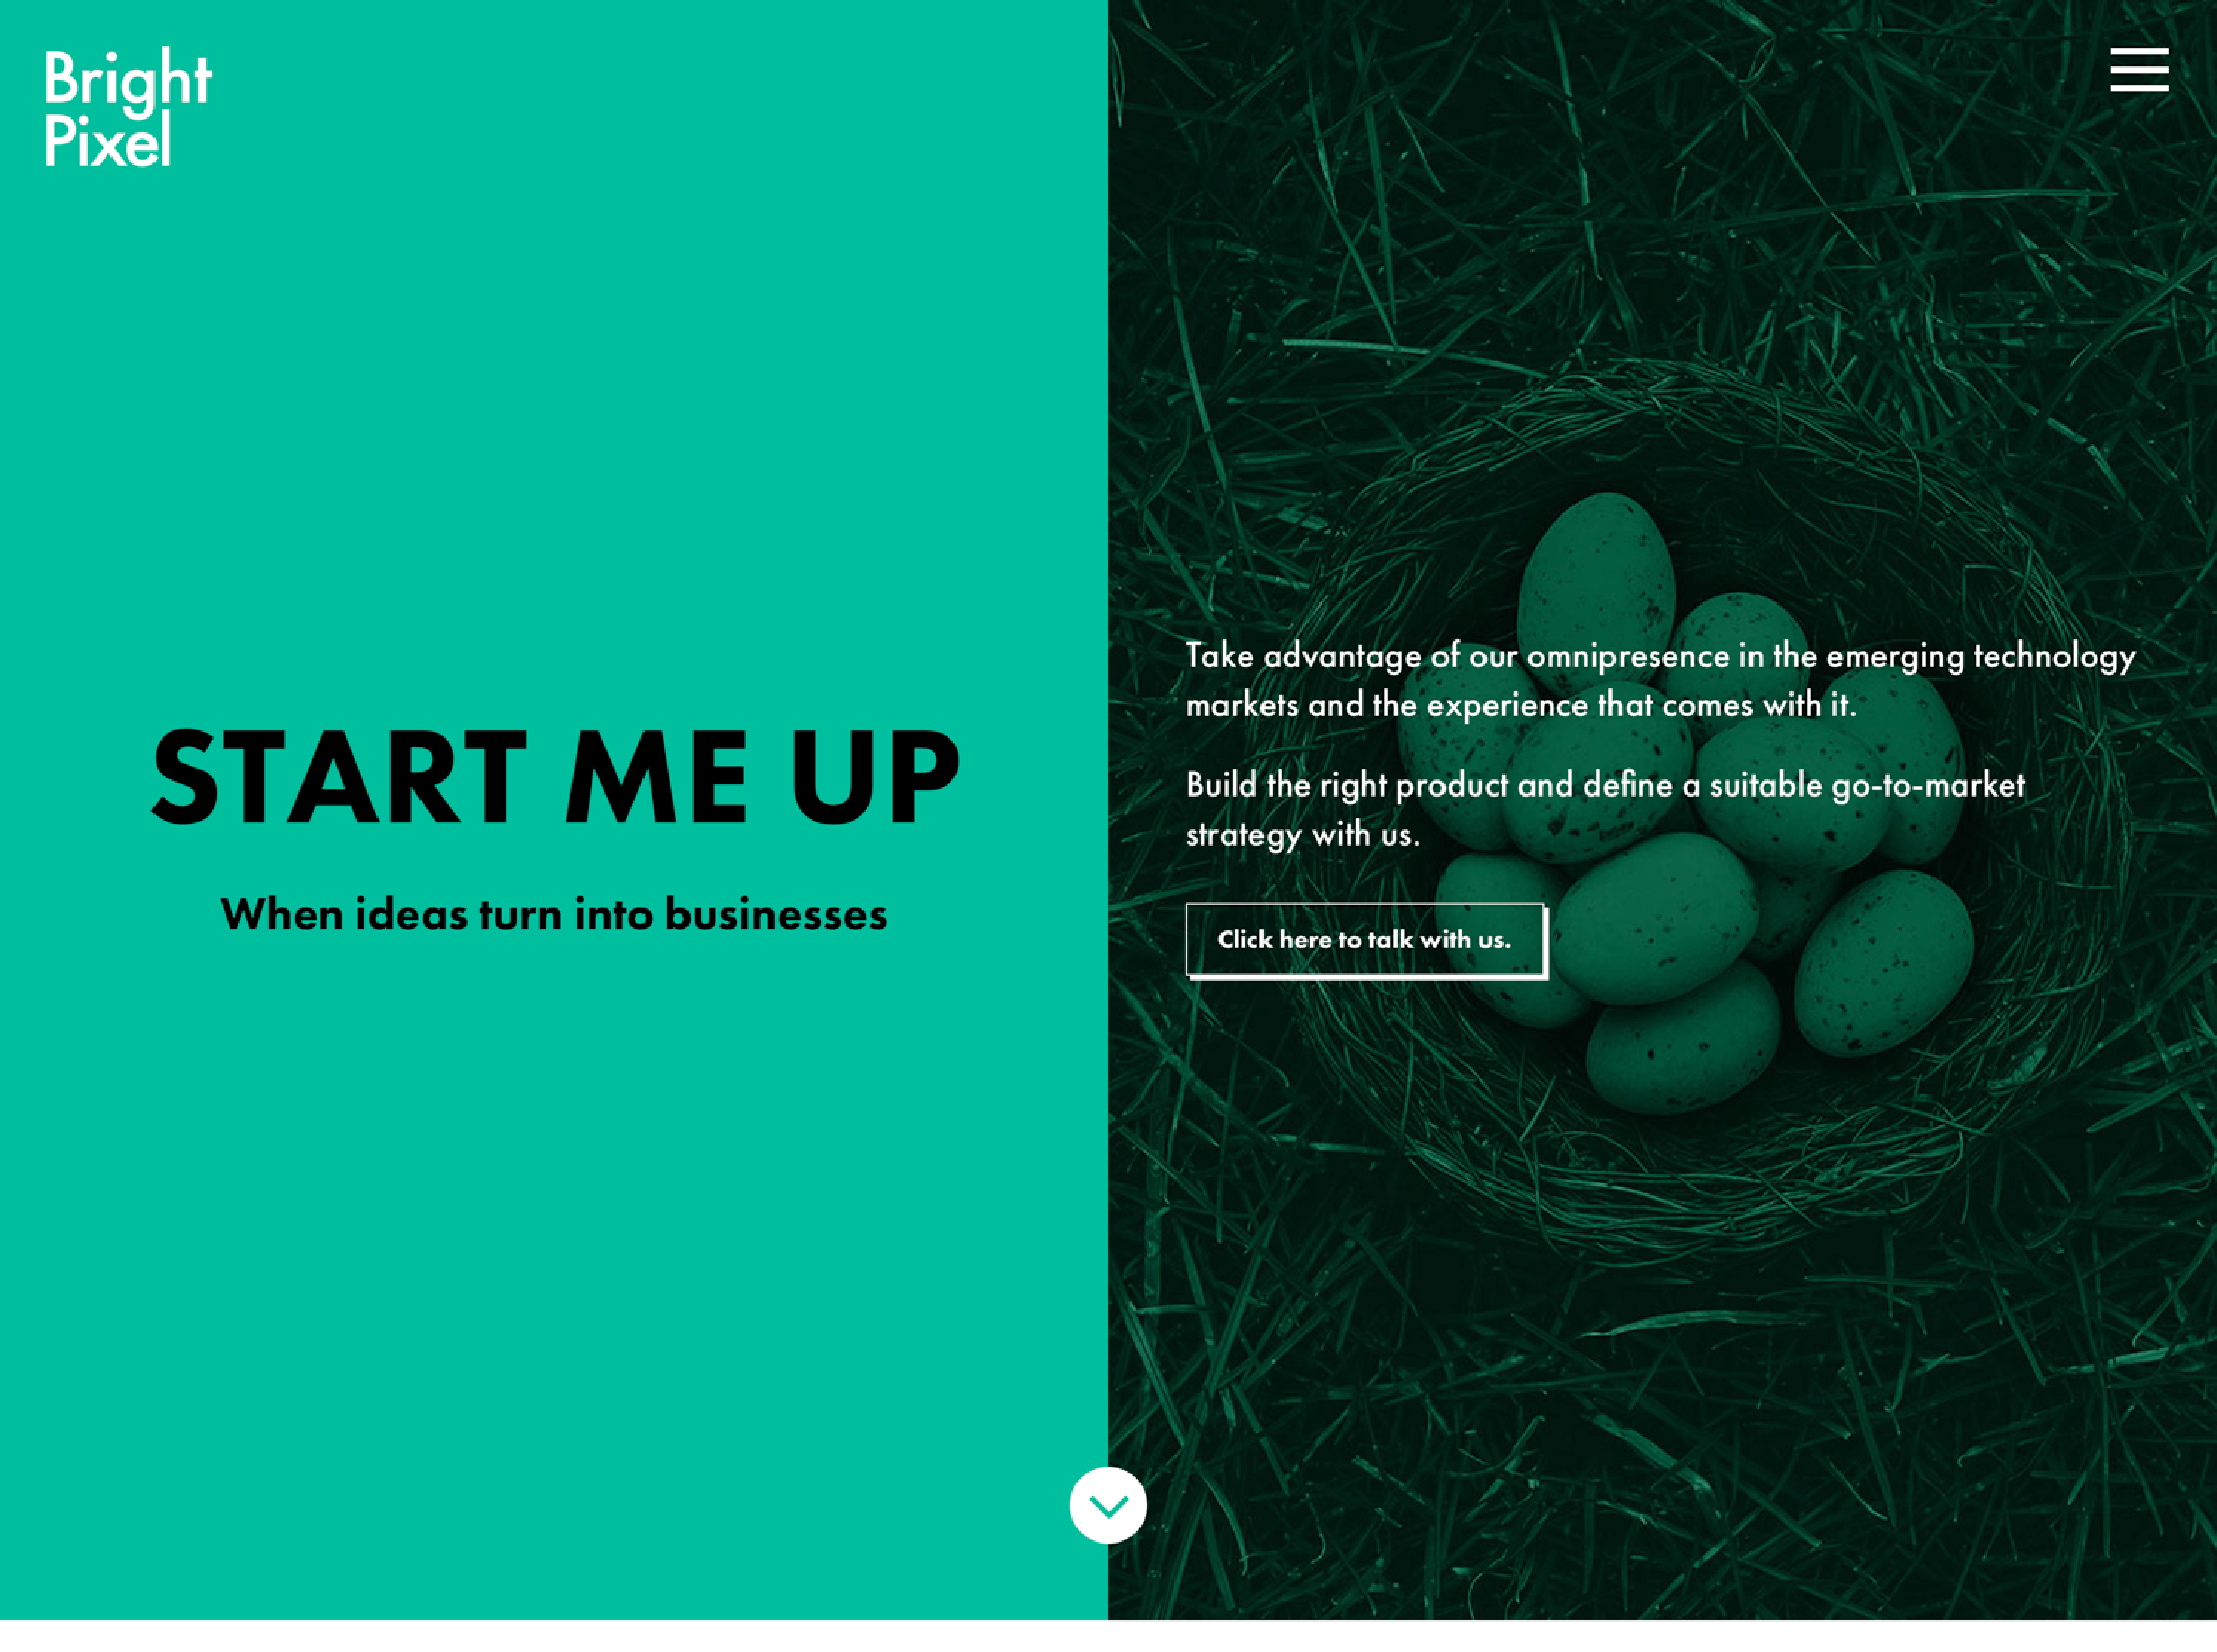 Bright
Pixel
START ME UP
When ideas turn into businesses
Take advantage of our omnipresence in the emerging technology
markets and the experience that comes with it.
Build the right product and define a suitable go-to-market
strategy with us.
Click here to talk with us.